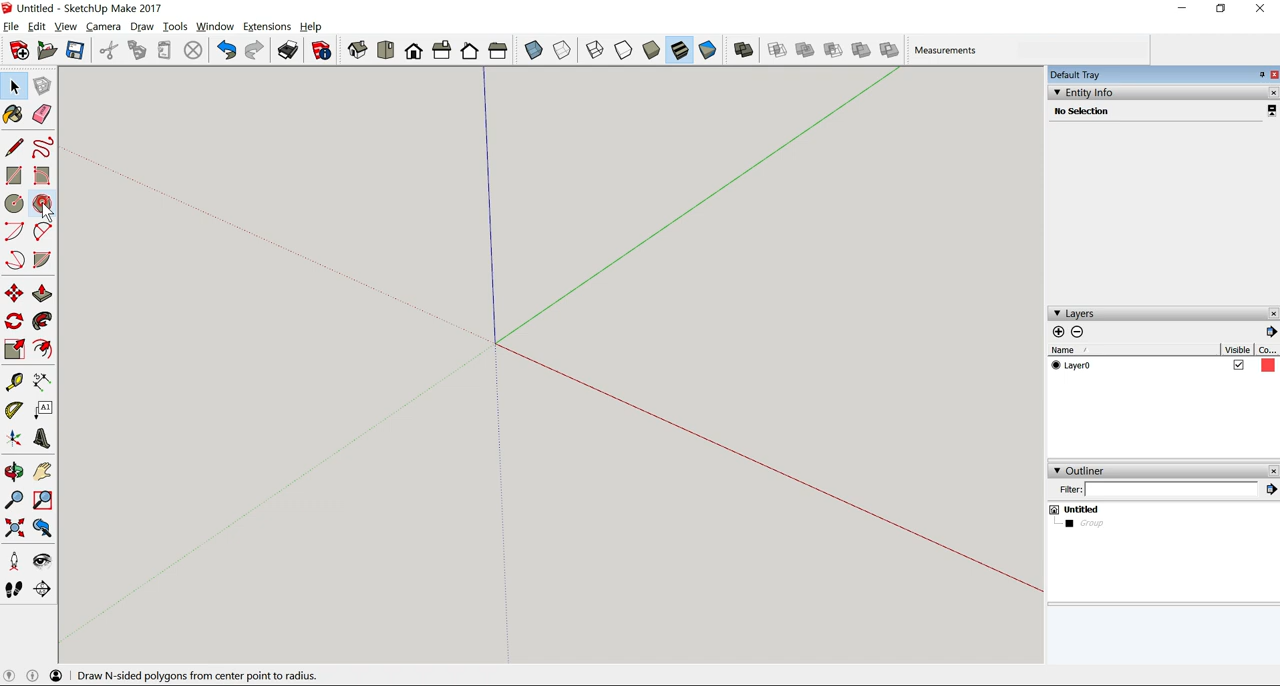 Untitled - SketchUp Make 2017
File Edit View Camera Draw Tools Window Extensions Help
Measurements
Default Tray
Entity Info
No Selection
Layers
Name Visible Co...
Layer0
A1
Outliner
Filter:
Untitled
Group
Draw N-sided polygons from center point to radius.